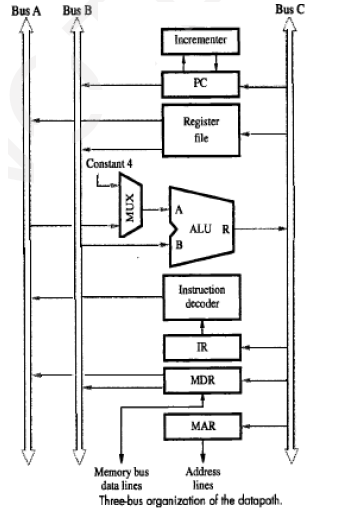 Bus A
Bus B
Bus C
Incrementer
PC
Register
file
Constant 4
MUX
A
ALU
R
B
Instruction
decoder
IR
MDR
MAR
Memory bus
data lines
Address
lines
Three-bus organization of the datapath.